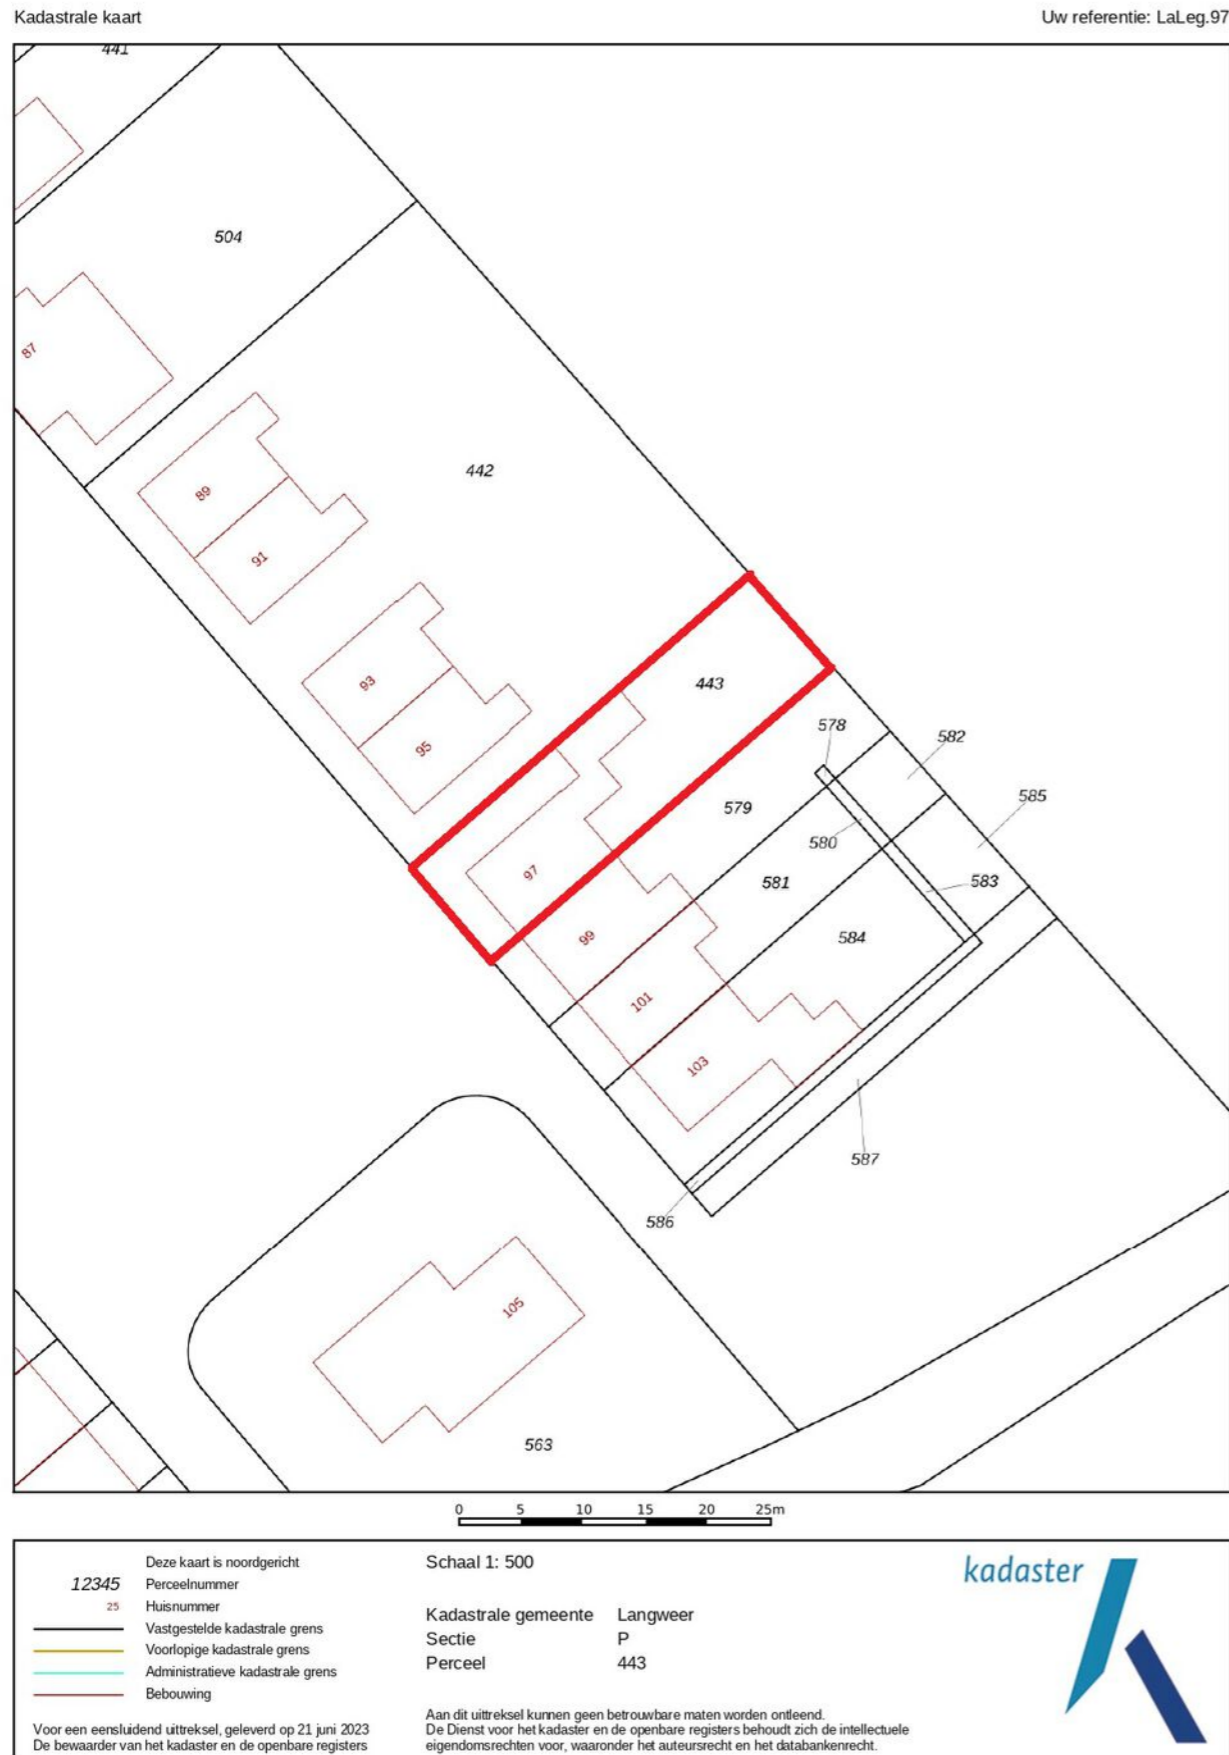 Kadastrale kaart
Uw referentie: LaLeg.97
441
504
87
442
89
91
93
95
443
578
582
585
579
580
97
581
583
584
99
101
103
587
586
105
563
0 5 10 15 20 25m
Deze kaart is noordgericht
12345 Perceelnummer
25 Huisnummer
Vastgestelde kadastrale grens
Voorlopige kadastrale grens
Administratieve kadastrale grens
Bebouwing
Voor een eensluidend uittreksel, geleverd op 21 juni 2023
De bewaarder van het kadaster en de openbare registers
Schaal 1: 500
Kadastrale gemeente Langweer
Sectie P
Perceel 443
Aan dit uittreksel kunnen geen betrouwbare maten worden ontleend.
De Dienst voor het kadaster en de openbare registers behoudt zich de intellectuele
eigendomsrechten voor, waaronder het auteursrecht en het databankenrecht.
kadaster